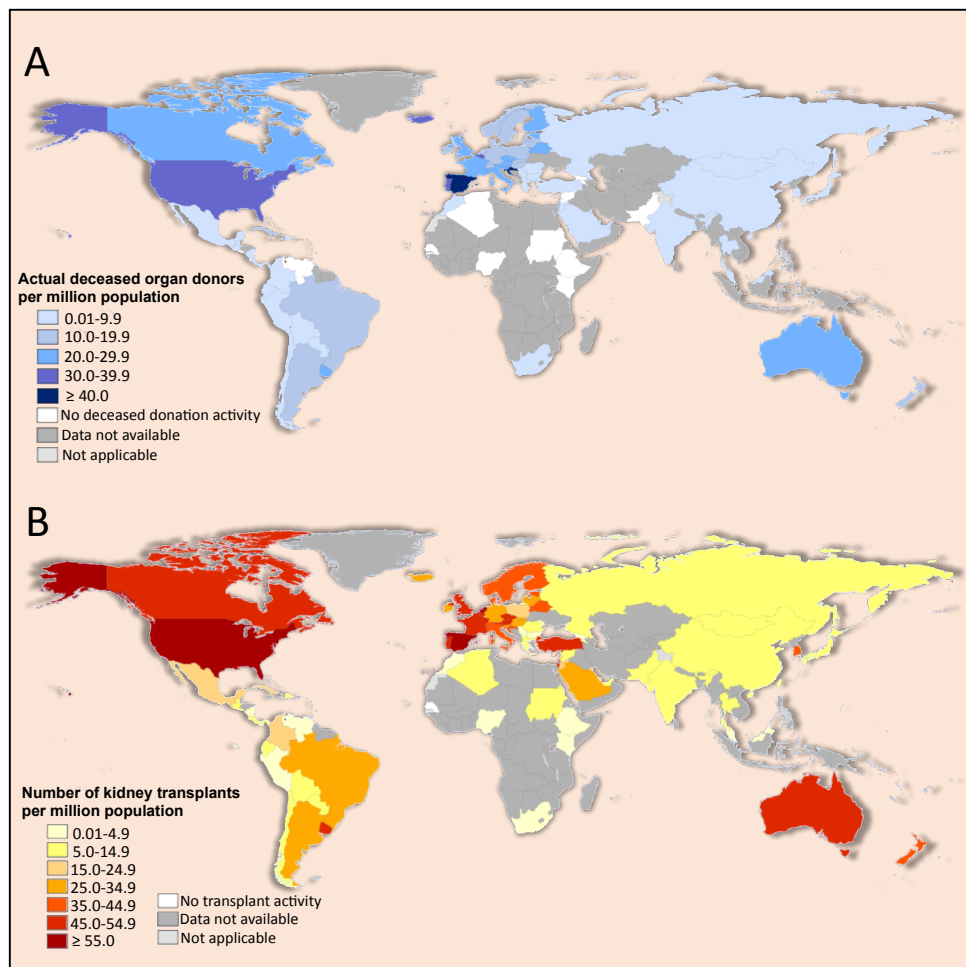 A
Actual deceased organ donors
per million population
0.01-9.9
10.0-19.9
20.0-29.9
30.0-39.9
≥ 40.0
No deceased donation activity
Data not available
Not applicable
B
Number of kidney transplants
per million population
0.01-4.9
5.0-14.9
15.0-24.9
25.0-34.9
35.0-44.9
45.0-54.9
≥ 55.0
No transplant activity
Data not available
Not applicable